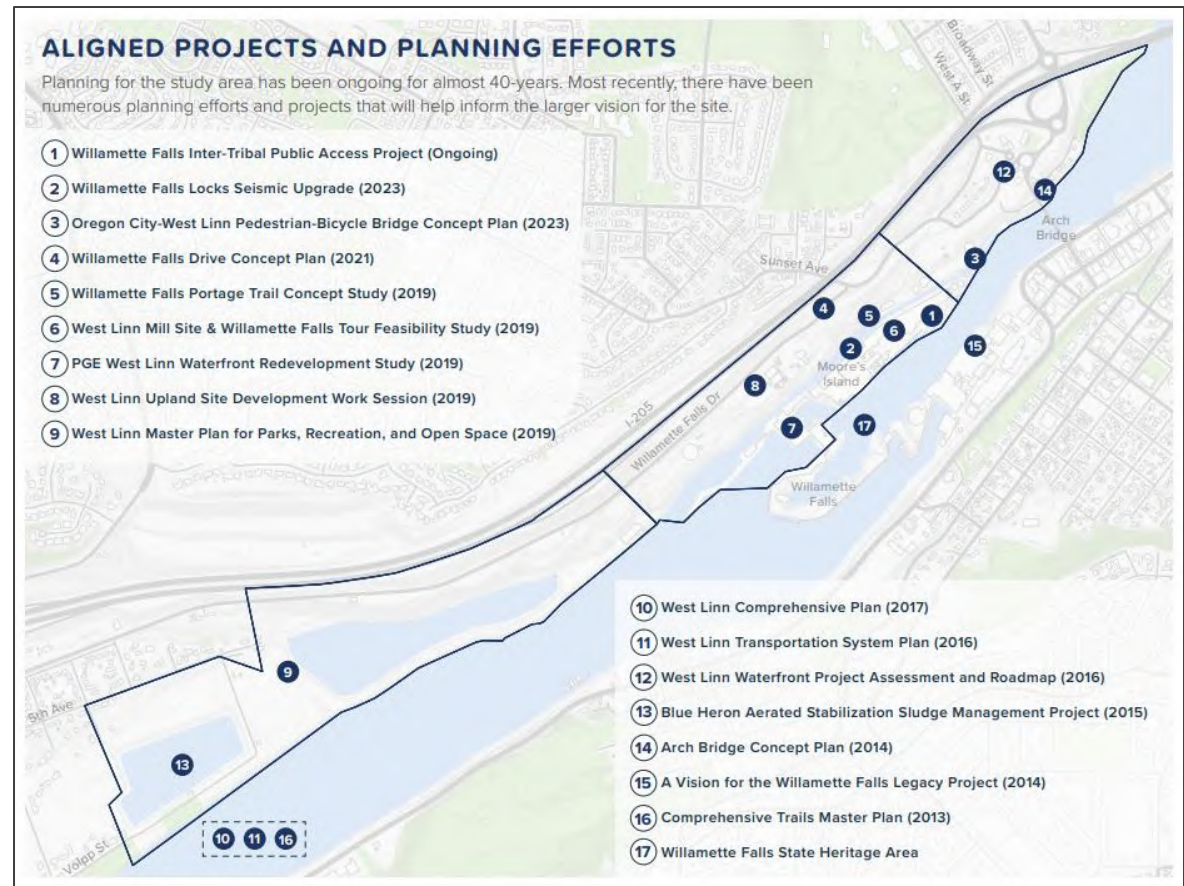 ALIGNED PROJECTS AND PLANNING EFFORTS
Planning for the study area has been ongoing for almost 40-years. Most recently, there have been
numerous planning efforts and projects that will help inform the larger vision for the site.
1 Willamette Falls Inter-Tribal Public Access Project (Ongoing)
2 Willamette Falls Locks Seismic Upgrade (2023)
3 Oregon City-West Linn Pedestrian-Bicycle Bridge Concept Plan (2023)
4 Willamette Falls Drive Concept Plan (2021)
5 Willamette Falls Portage Trail Concept Study (2019)
6 West Linn Mill Site & Willamette Falls Tour Feasibility Study (2019)
7 PGE West Linn Waterfront Redevelopment Study (2019)
8 West Linn Upland Site Development Work Session (2019)
9 West Linn Master Plan for Parks, Recreation, and Open Space (2019)
Broadway St
West A St.
12
14
Arch
Bridge
3
Sunset Ave
4
5
1
6
15
2
Moore's
Island
8
I-205
Willamette Falls Dr
7
17
Willamette
Falls
9
5th Ave
13
Volpp St
10 11 16
10 West Linn Comprehensive Plan (2017)
11 West Linn Transportation System Plan (2016)
12 West Linn Waterfront Project Assessment and Roadmap (2016)
13 Blue Heron Aerated Stabilization Sludge Management Project (2015)
14 Arch Bridge Concept Plan (2014)
15 A Vision for the Willamette Falls Legacy Project (2014)
16 Comprehensive Trails Master Plan (2013)
17 Willamette Falls State Heritage Area